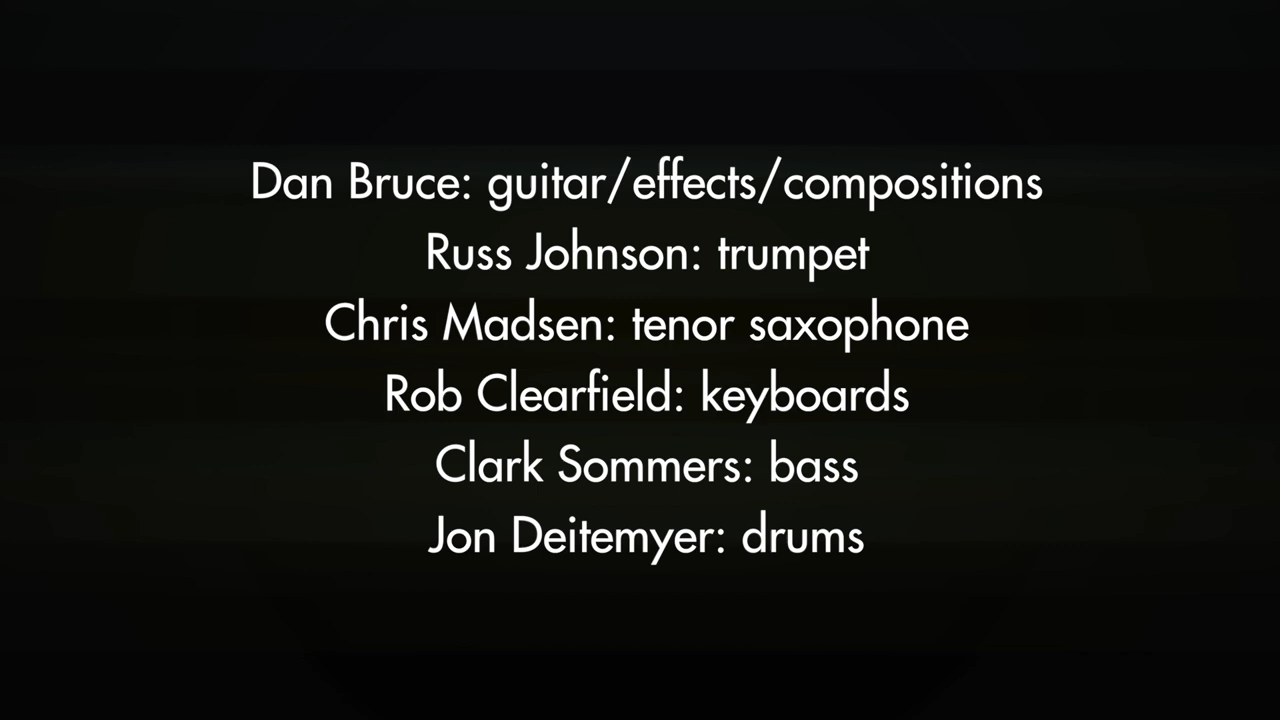 Dan Bruce: guitar/effects/compositions
Russ Johnson: trumpet
Chris Madsen: tenor saxophone
Rob Clearfield: keyboards
Clark Sommers: bass
Jon Deitemyer: drums